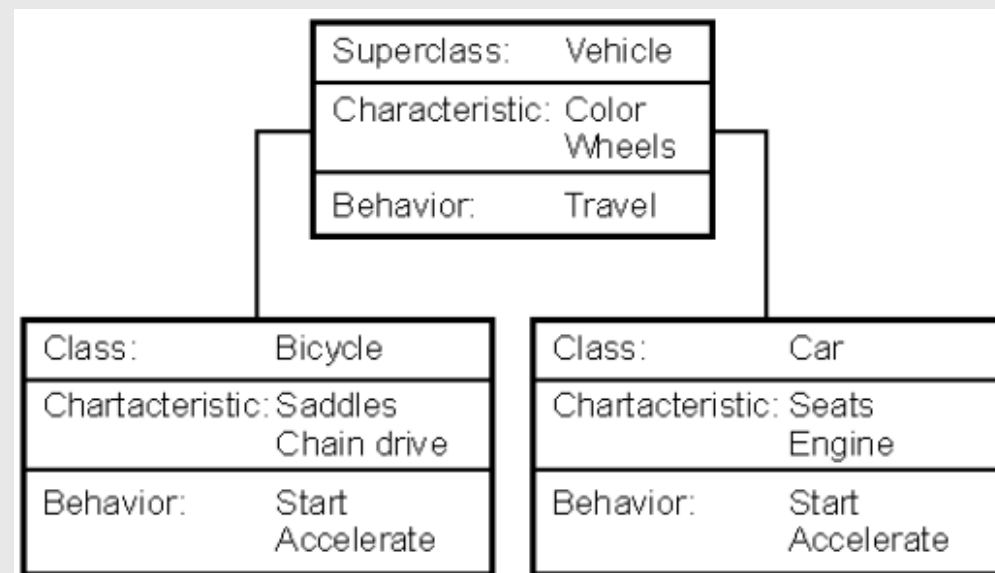 Superclass: Vehicle
Characteristic: Color
Wheels
Behavior: Travel
Class: Bicycle
Chartacteristic: Saddles
Chain drive
Behavior: Start
Accelerate
Class: Car
Chartacteristic: Seats
Engine
Behavior: Start
Accelerate